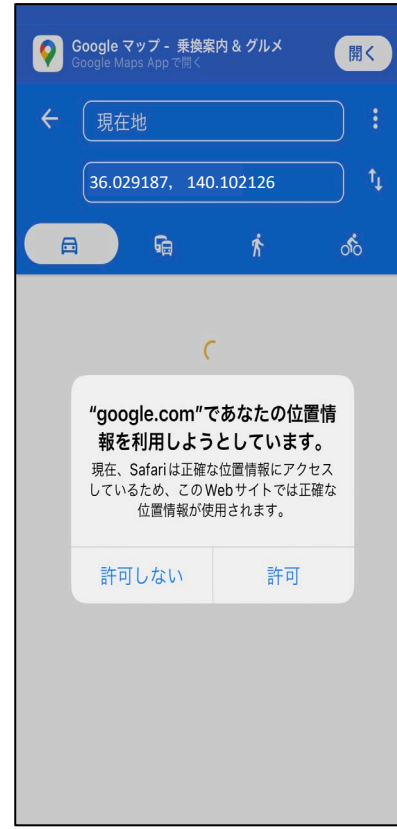 Google マップ - 乗換案内 & グルメ
Google Maps App で開く
開く
現在地
36.029187, 140.102126
“google.com”であなたの位置情
報を利用しようとしています。
現在、Safariは正確な位置情報にアクセス
しているため、このWebサイトでは正確な
位置情報が使用されます。
許可しない
許可